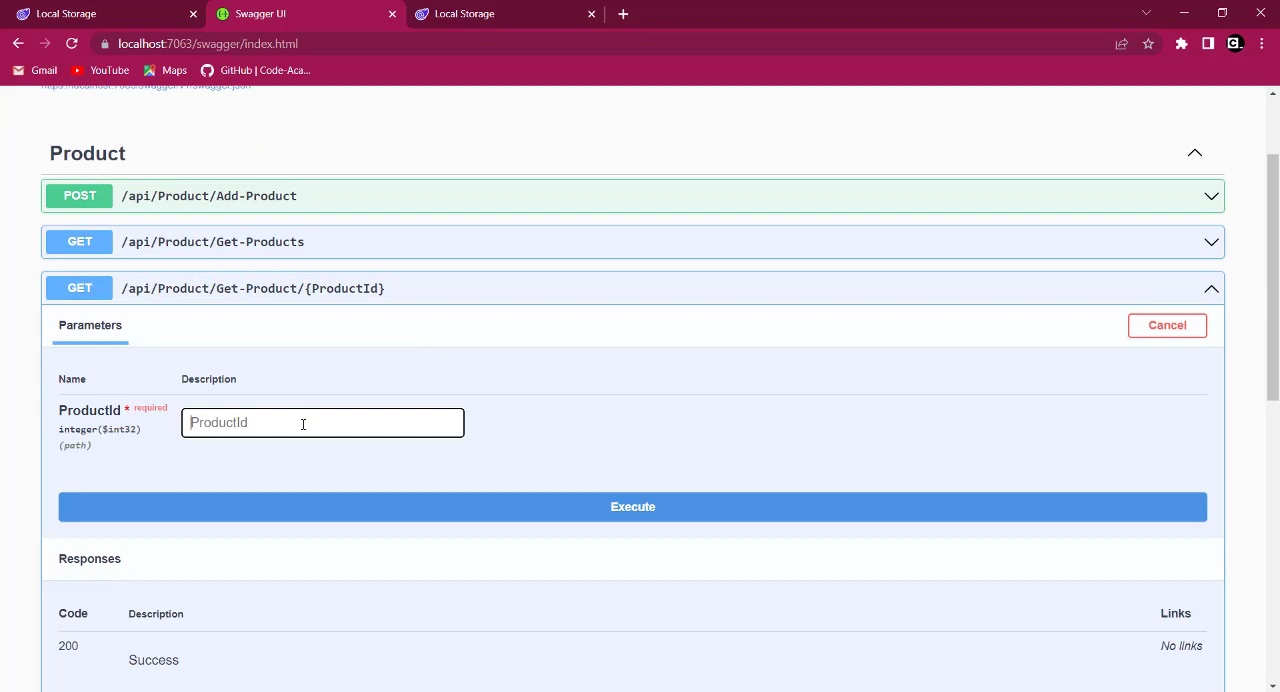 Local Storage
Swagger UI
Local Storage
localhost:7063/swagger/index.html
Gmail
YouTube
Maps
GitHub | Code-Aca...
https://localhost:7063/swagger/v1/swagger.json
Product
POST /api/Product/Add-Product
GET /api/Product/Get-Products
GET /api/Product/Get-Product/{ProductId}
Parameters
Cancel
Name Description
ProductId * required
integer($int32)
(path)
ProductId
Execute
Responses
Code Description Links
200 Success No links